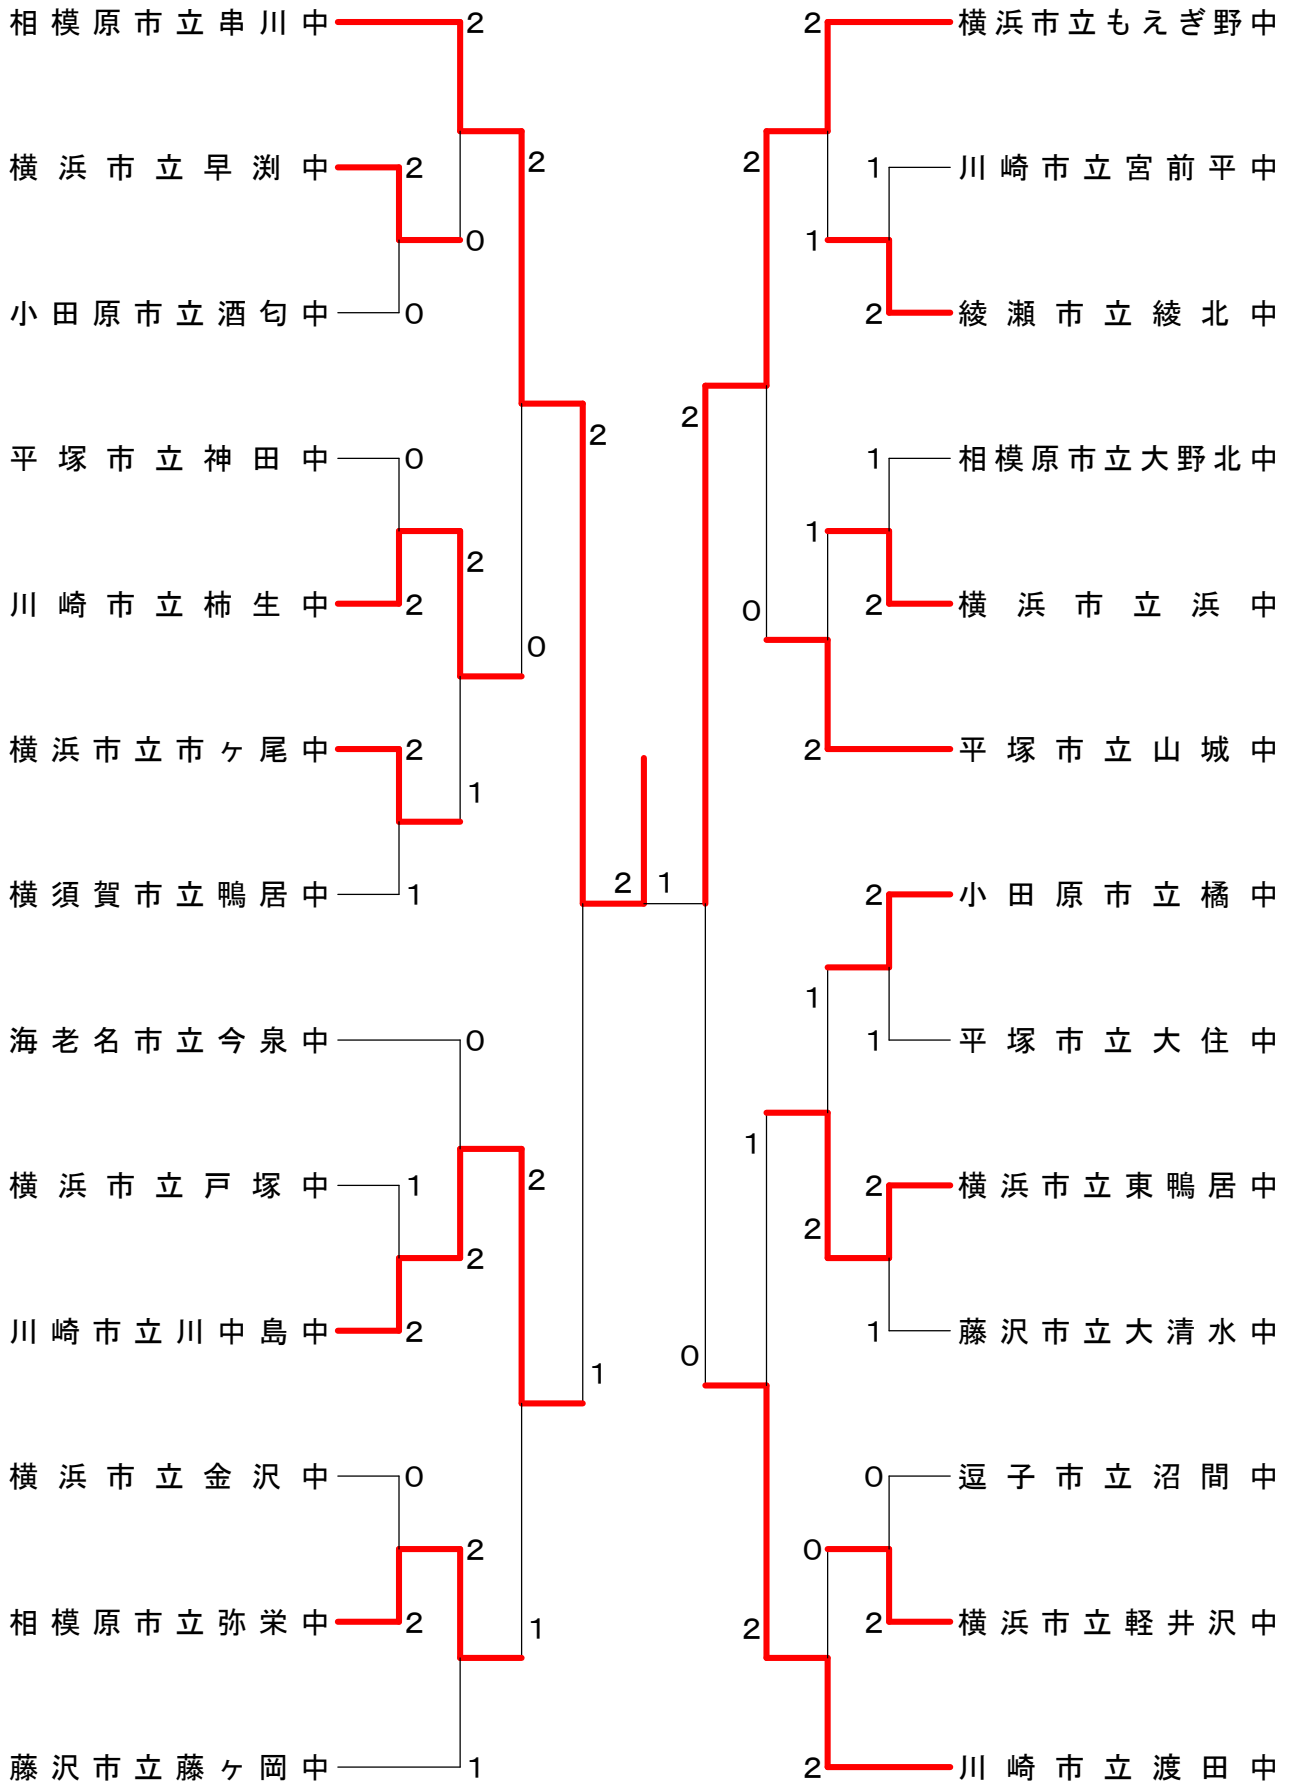 相模原市立串川中 2 2 横浜市立もえぎ野中
2 2
横浜市立早渕中 2 1 川崎市立宮前平中
0 1
小田原市立酒匂中 0 2 綾瀬市立綾北中
2 2
平塚市立神田中 0 1 相模原市立大野北中
2 1
川崎市立柿生中 2 0 2 横浜市立浜中
0
横浜市立市ヶ尾中 2 2 平塚市立山城中
1
2 1
横須賀市立鴨居中 1 2 小田原市立橘中
1
海老名市立今泉中 0 1 平塚市立大住中
1
横浜市立戸塚中 1 2 2 横浜市立東鴨居中
2 2
川崎市立川中島中 2 1 藤沢市立大清水中
1 0
横浜市立金沢中 0 0 逗子市立沼間中
2 0
相模原市立弥栄中 2 1 2 2 横浜市立軽井沢中
藤沢市立藤ヶ岡中 1 2 川崎市立渡田中